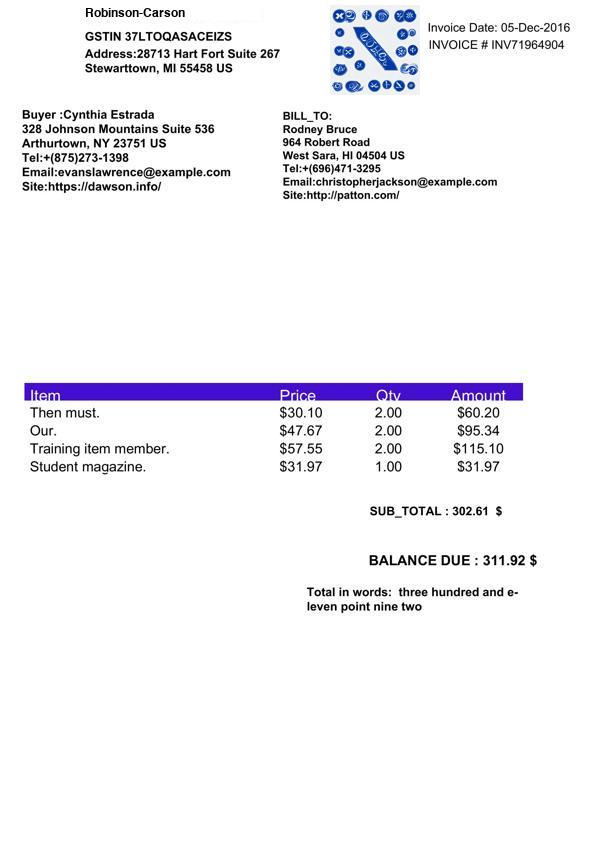 Robinson-Carson
GSTIN 37LTOQASACEIZS
Address:28713 Hart Fort Suite 267
Stewarttown, MI 55458 US
Invoice Date: 05-Dec-2016
INVOICE # INV71964904
Buyer :Cynthia Estrada
328 Johnson Mountains Suite 536
Arthurtown, NY 23751 US
Tel:+(875)273-1398
Email:evanslawrence@example.com
Site:https://dawson.info/
BILL_TO:
Rodney Bruce
964 Robert Road
West Sara, HI 04504 US
Tel:+(696)471-3295
Email:christopherjackson@example.com
Site:http://patton.com/
Item Price Qty Amount
Then must. $30.10 2.00 $60.20
Our. $47.67 2.00 $95.34
Training item member. $57.55 2.00 $115.10
Student magazine. $31.97 1.00 $31.97
SUB_TOTAL : 302.61 $
BALANCE DUE : 311.92 $
Total in words: three hundred and e-
leven point nine two